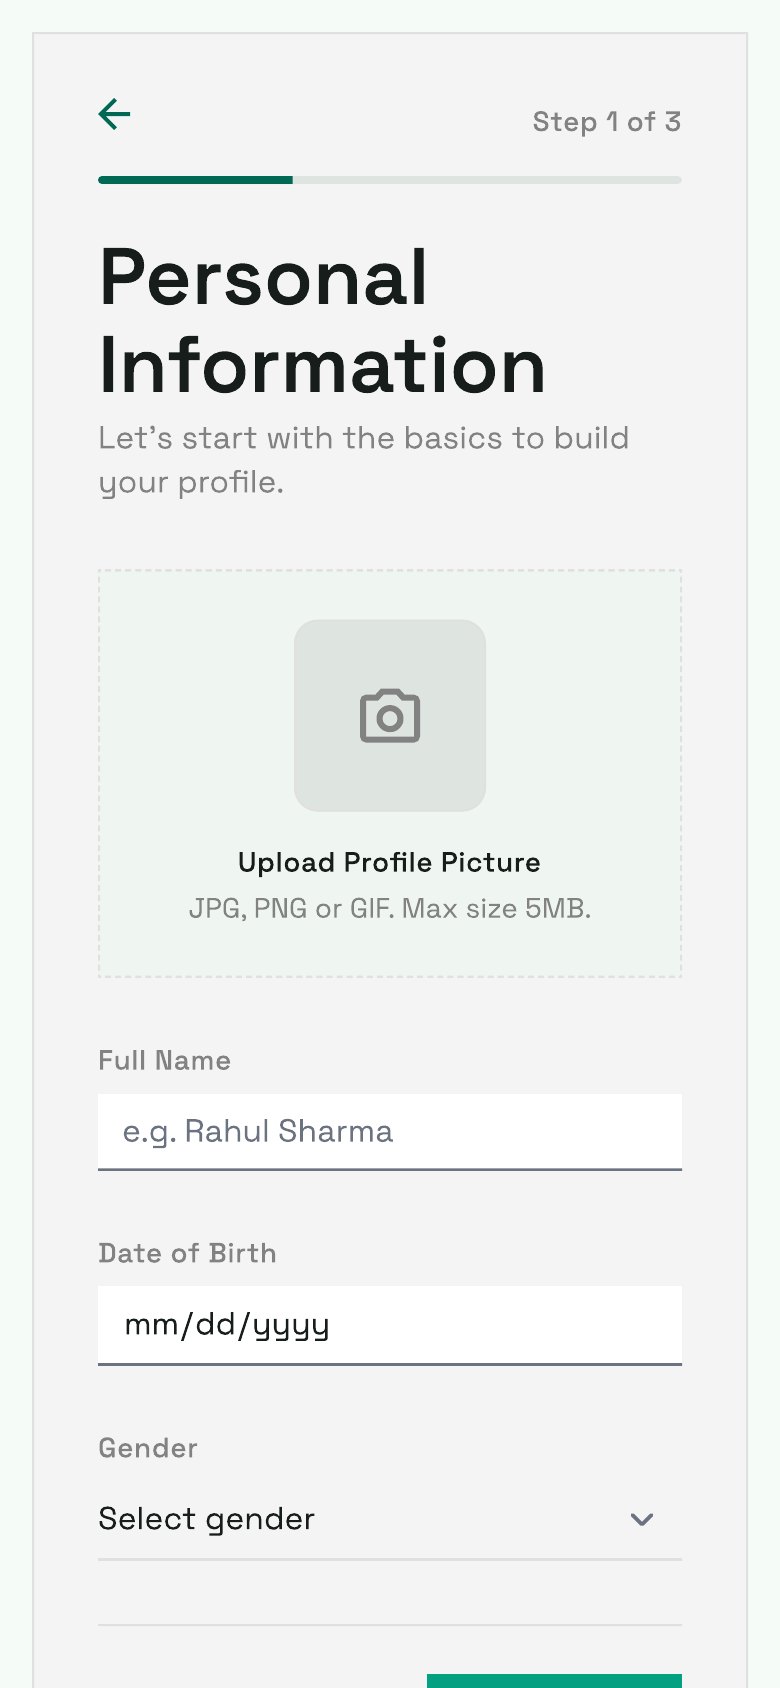 Step 1 of 3
Personal
Information
Let's start with the basics to build
your profile.
Upload Profile Picture
JPG, PNG or GIF. Max size 5MB.
Full Name
e.g. Rahul Sharma
Date of Birth
mm/dd/yyyy
Gender
Select gender